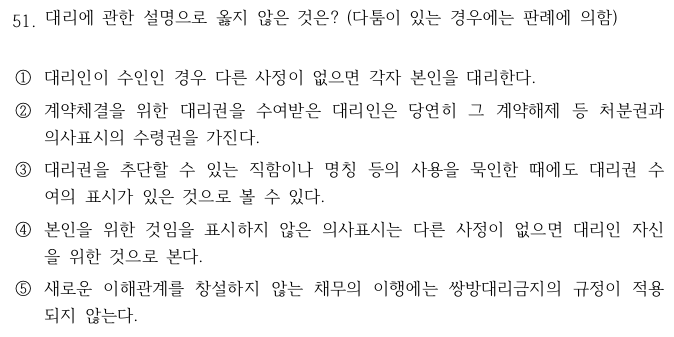 51. 대리에 관한 설명으로 옳지 않은 것은? (다툼이 있는 경우에는 판례에 의함)
① 대리인이 수인인 경우 다른 사정이 없으면 각자 본인을 대리한다.
② 계약체결을 위한 대리권을 수여받은 대리인은 당연히 그 계약해제 등 처분권과
의사표시의 수령권을 가진다.
③ 대리권을 추단할 수 있는 직함이나 명칭 등의 사용을 묵인한 때에도 대리권 수
여의 표시가 있은 것으로 볼 수 있다.
④ 본인을 위한 것임을 표시하지 않은 의사표시는 다른 사정이 없으면 대리인 자신
을 위한 것으로 본다.
⑤ 새로운 이해관계를 창설하지 않는 채무의 이행에는 쌍방대리금지의 규정이 적용
되지 않는다.